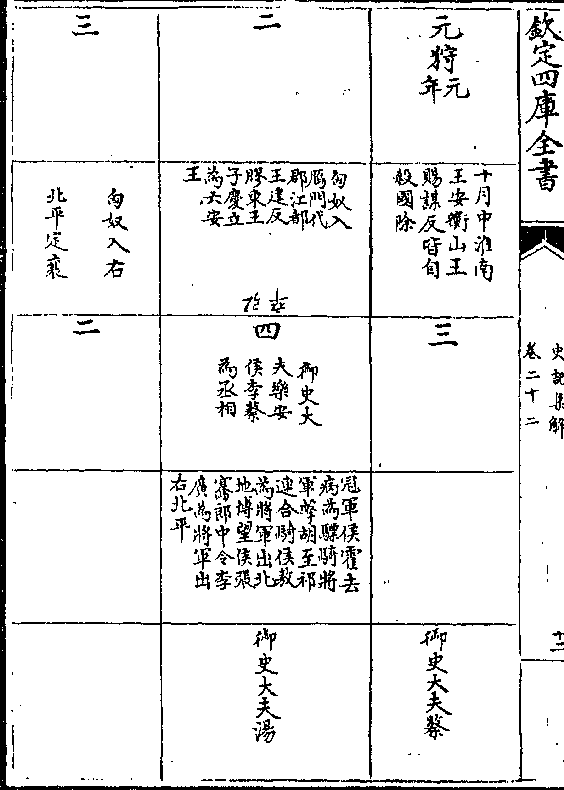 欽定四庫全書
史記集解
卷二十二
十二
元狩元
年
十月中淮南
王安衡山王
賜謀反皆自
殺國除
三
御史大夫蔡
二
匈奴入
鴈門代
郡江都
王建反
膠東王
子慶立
為六安
王
四
御史大
夫樂安
侯李蔡
為丞相
冠軍侯霍去
病為驃騎將
軍擊胡至祁
連合騎侯敖
為將軍出北
地博望侯張
騫郎中令李
廣為將軍出
右北平
御史大夫湯
三
匈奴入右
北平定襄
二